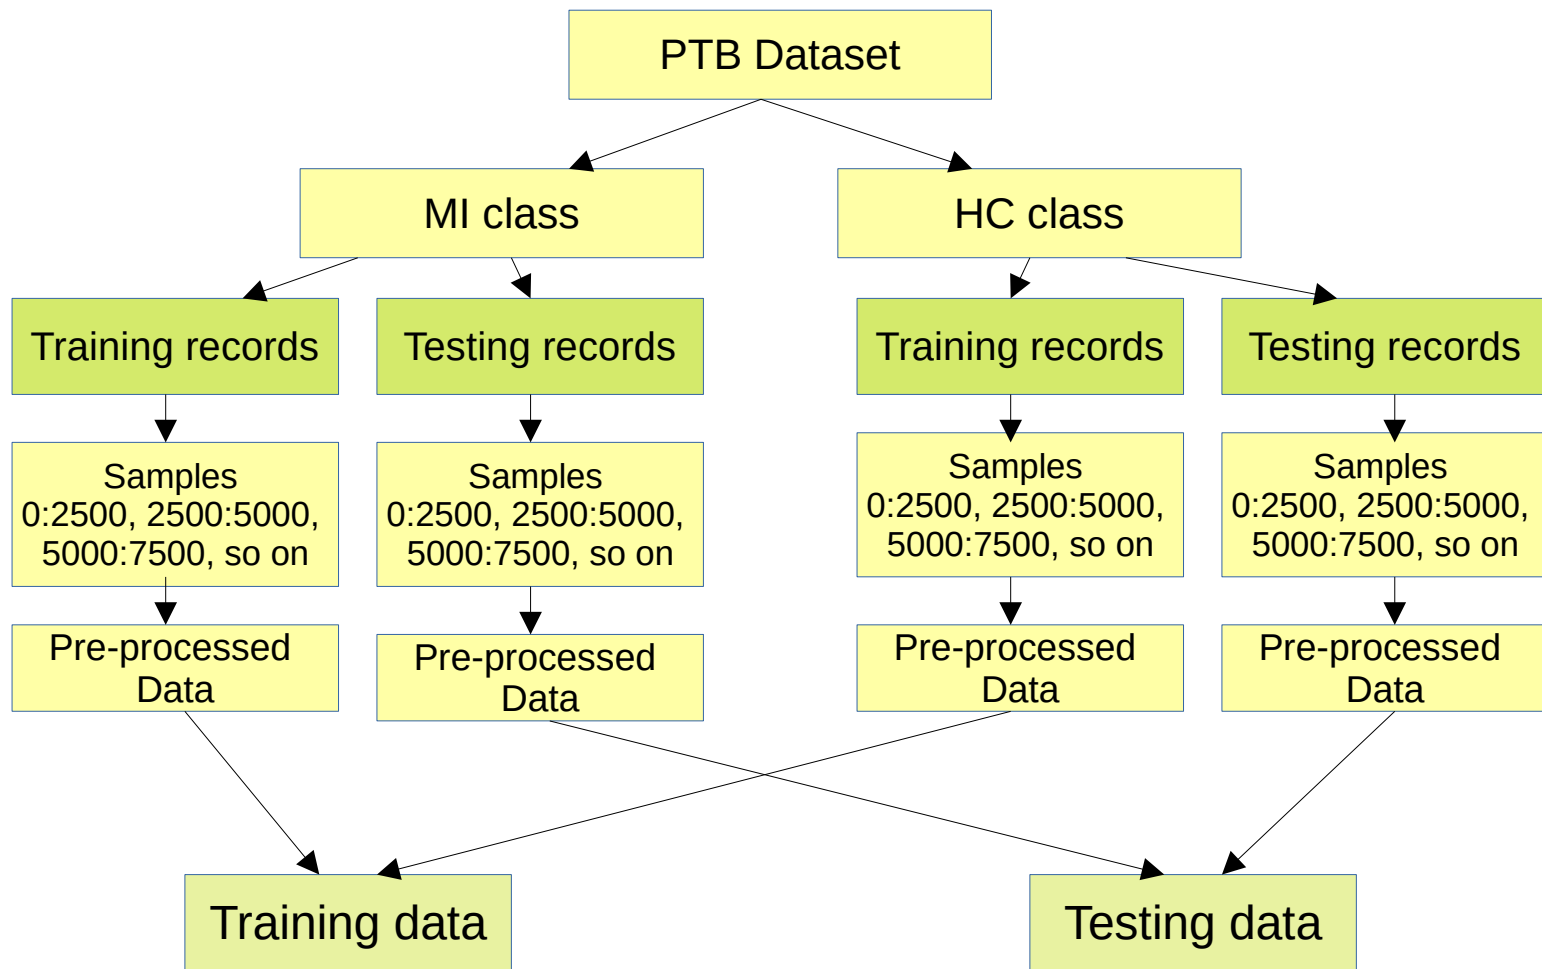 PTB Dataset
MI class
HC class
Training records
Testing records
Training records
Testing records
Samples
0:2500, 2500:5000,
5000:7500, so on
Samples
0:2500, 2500:5000,
5000:7500, so on
Samples
0:2500, 2500:5000,
5000:7500, so on
Samples
0:2500, 2500:5000,
5000:7500, so on
Pre-processed
Data
Pre-processed
Data
Pre-processed
Data
Pre-processed
Data
Training data
Testing data